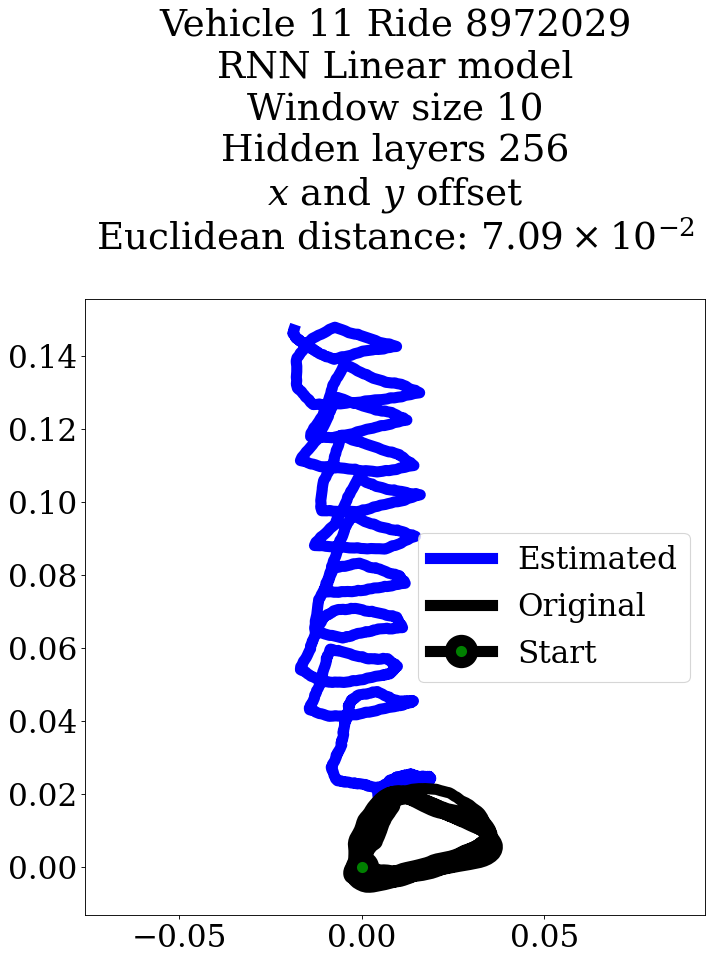 Vehicle 11 Ride 8972029
RNN Linear model
Window size 10
Hidden layers 256
x and y offset
Euclidean distance: 7.09 × 10⁻²
0.14
0.12
0.10
0.08
0.06
0.04
0.02
0.00
Estimated
Original
Start
−0.05
0.00
0.05